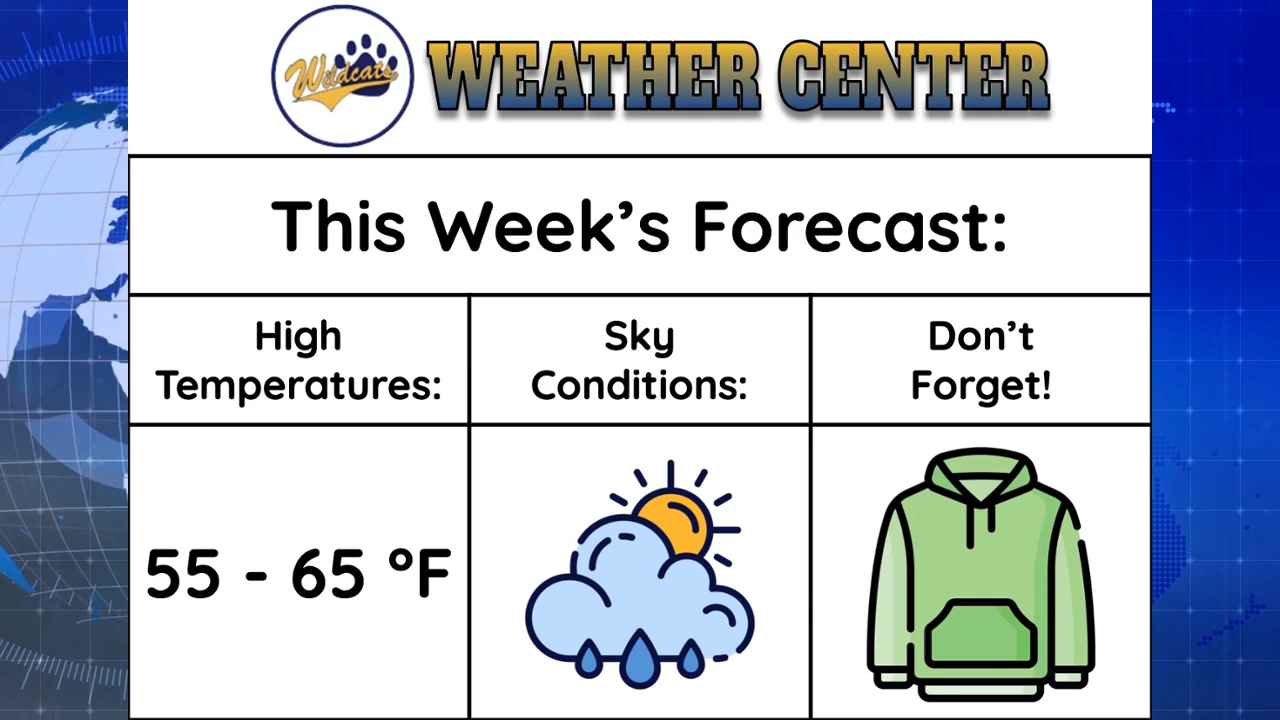 Wildcats
WEATHER CENTER
This Week’s Forecast:
High
Temperatures:
Sky
Conditions:
Don’t
Forget!
55 - 65 °F